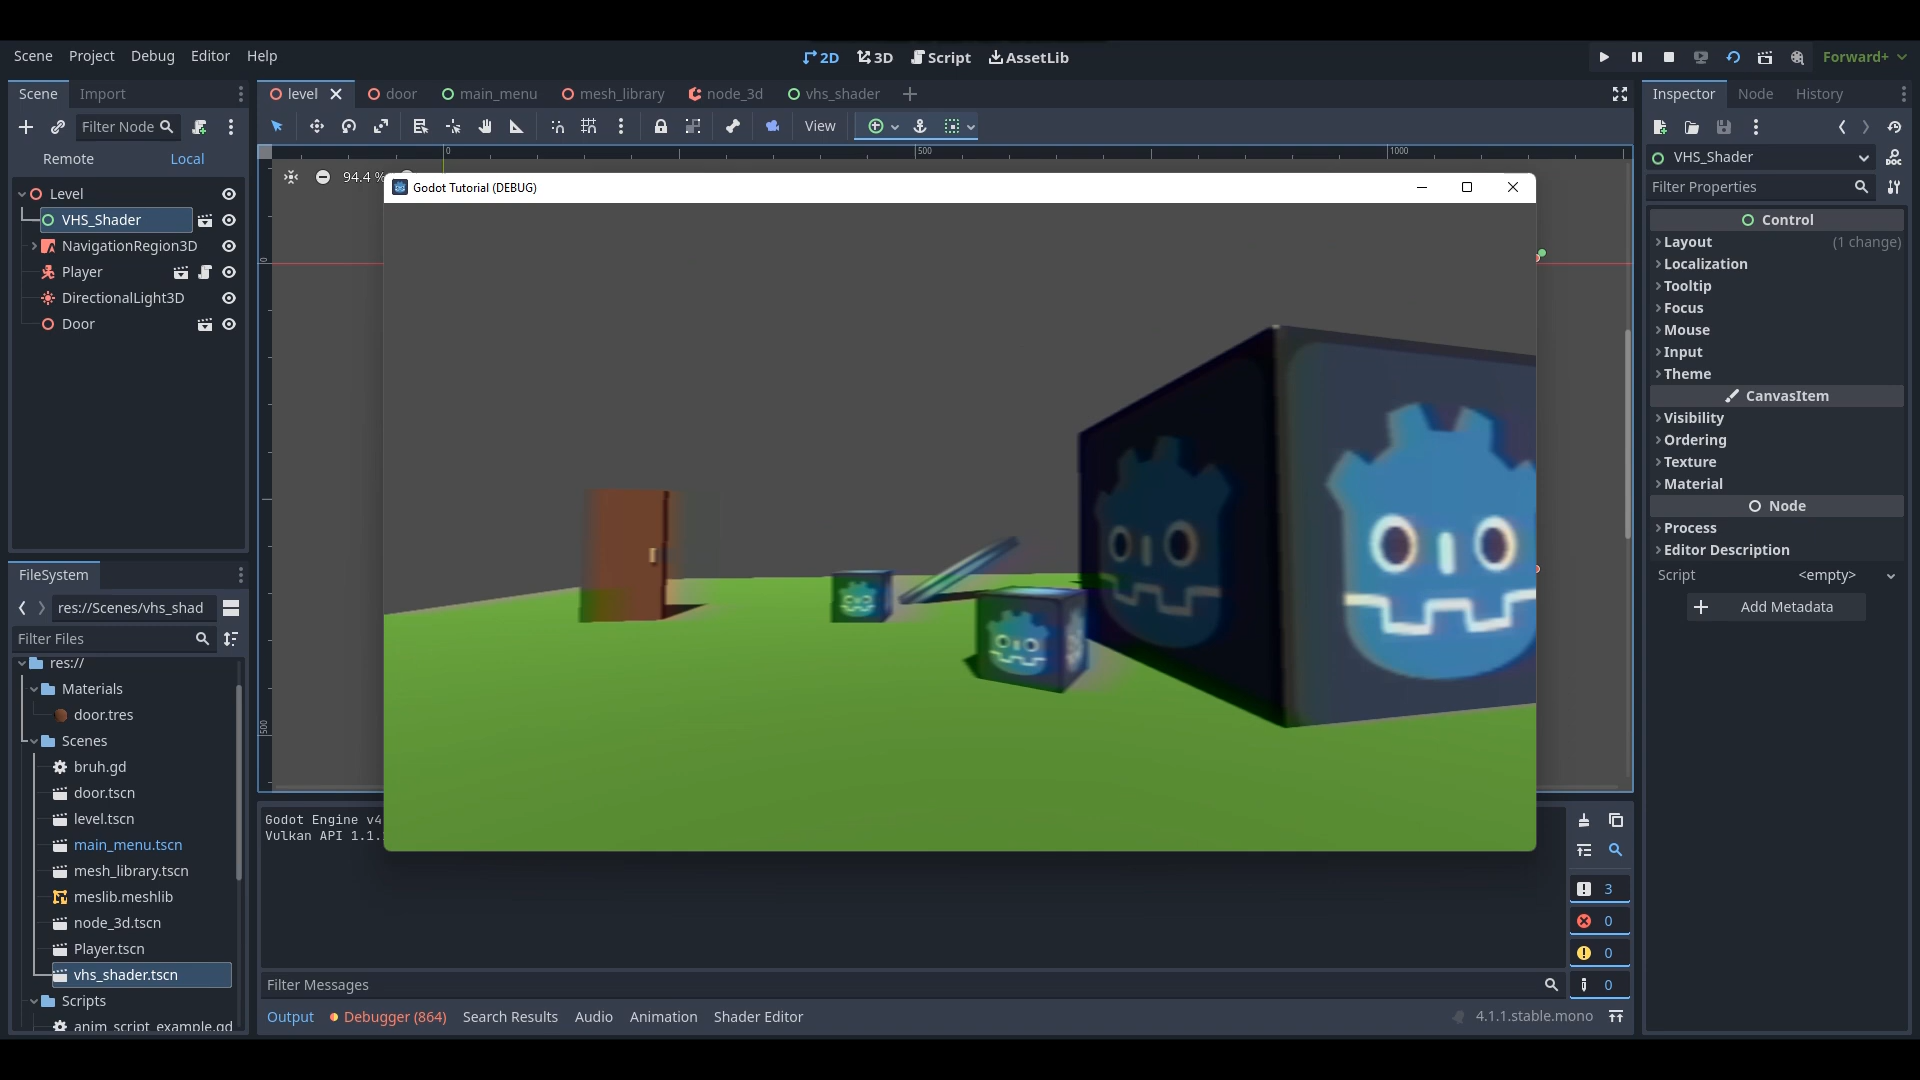 Scene Project Debug Editor Help
2D 3D Script AssetLib
Forward+
Scene Import
level door main_menu mesh_library node_3d vhs_shader
Inspector Node History
Filter Node
View
Remote Local
0 500 1000
94.4 %
Godot Tutorial (DEBUG)
VHS_Shader
Filter Properties
Level
VHS_Shader
NavigationRegion3D
Player
DirectionalLight3D
Door
Control
Layout (1 change)
Localization
Tooltip
Focus
Mouse
Input
Theme
CanvasItem
Visibility
Ordering
Texture
Material
Node
Process
Editor Description
Script <empty>
Add Metadata
0
500
FileSystem
res://Scenes/vhs_shad
Filter Files
res://
Materials
door.tres
Scenes
bruh.gd
door.tscn
level.tscn
main_menu.tscn
mesh_library.tscn
meslib.meshlib
node_3d.tscn
Player.tscn
vhs_shader.tscn
Scripts
anim_script_example.gd
Godot Engine v4
Vulkan API 1.1.
3
0
0
0
Filter Messages
Output Debugger (864) Search Results Audio Animation Shader Editor
4.1.1.stable.mono